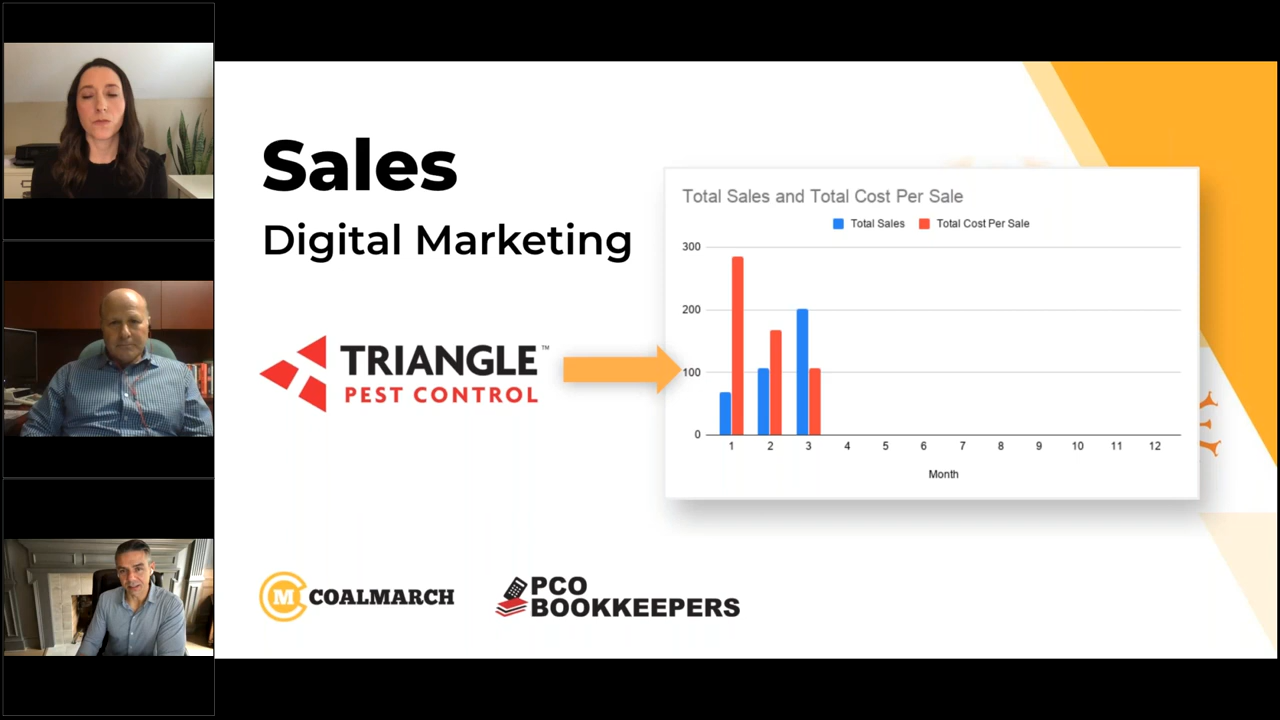 Sales
Digital Marketing
TRIANGLE™
PEST CONTROL
Total Sales and Total Cost Per Sale
Total Sales Total Cost Per Sale
300
200
100
0
1 2 3 4 5 6 7 8 9 10 11 12
Month
M COALMARCH
PCO
BOOKKEEPERS